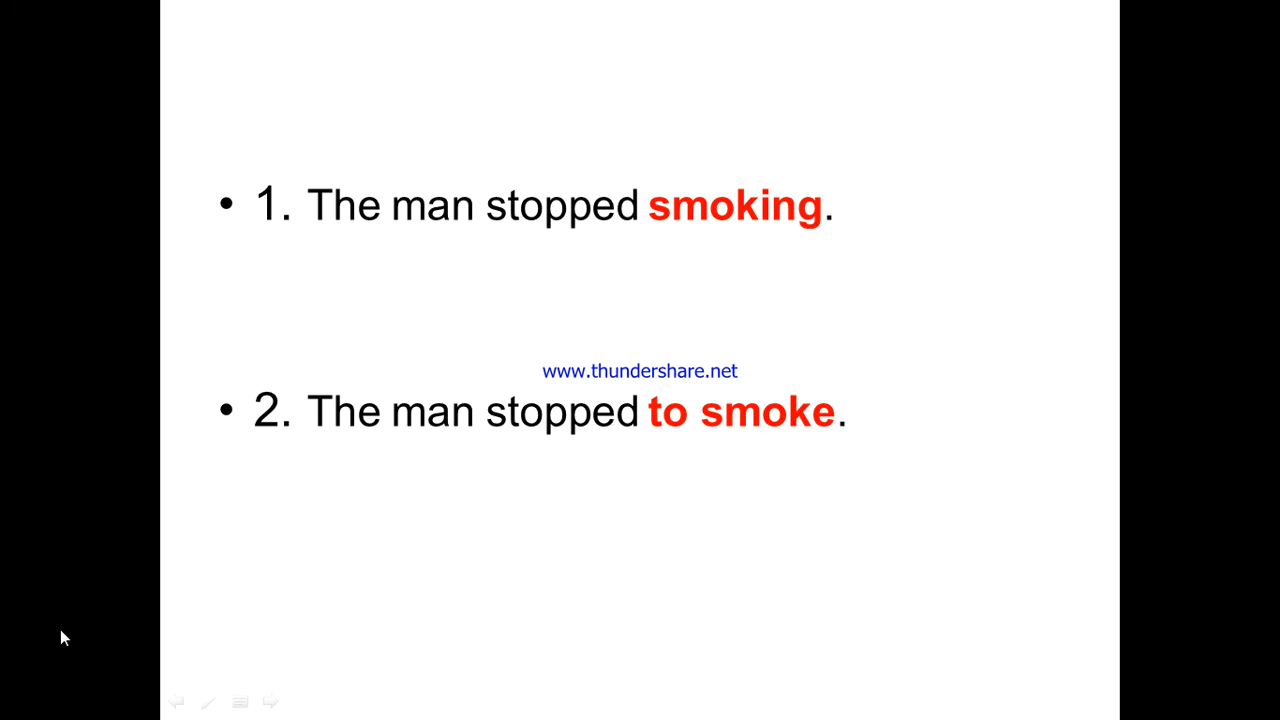 • 1. The man stopped smoking.
www.thundershare.net
• 2. The man stopped to smoke.